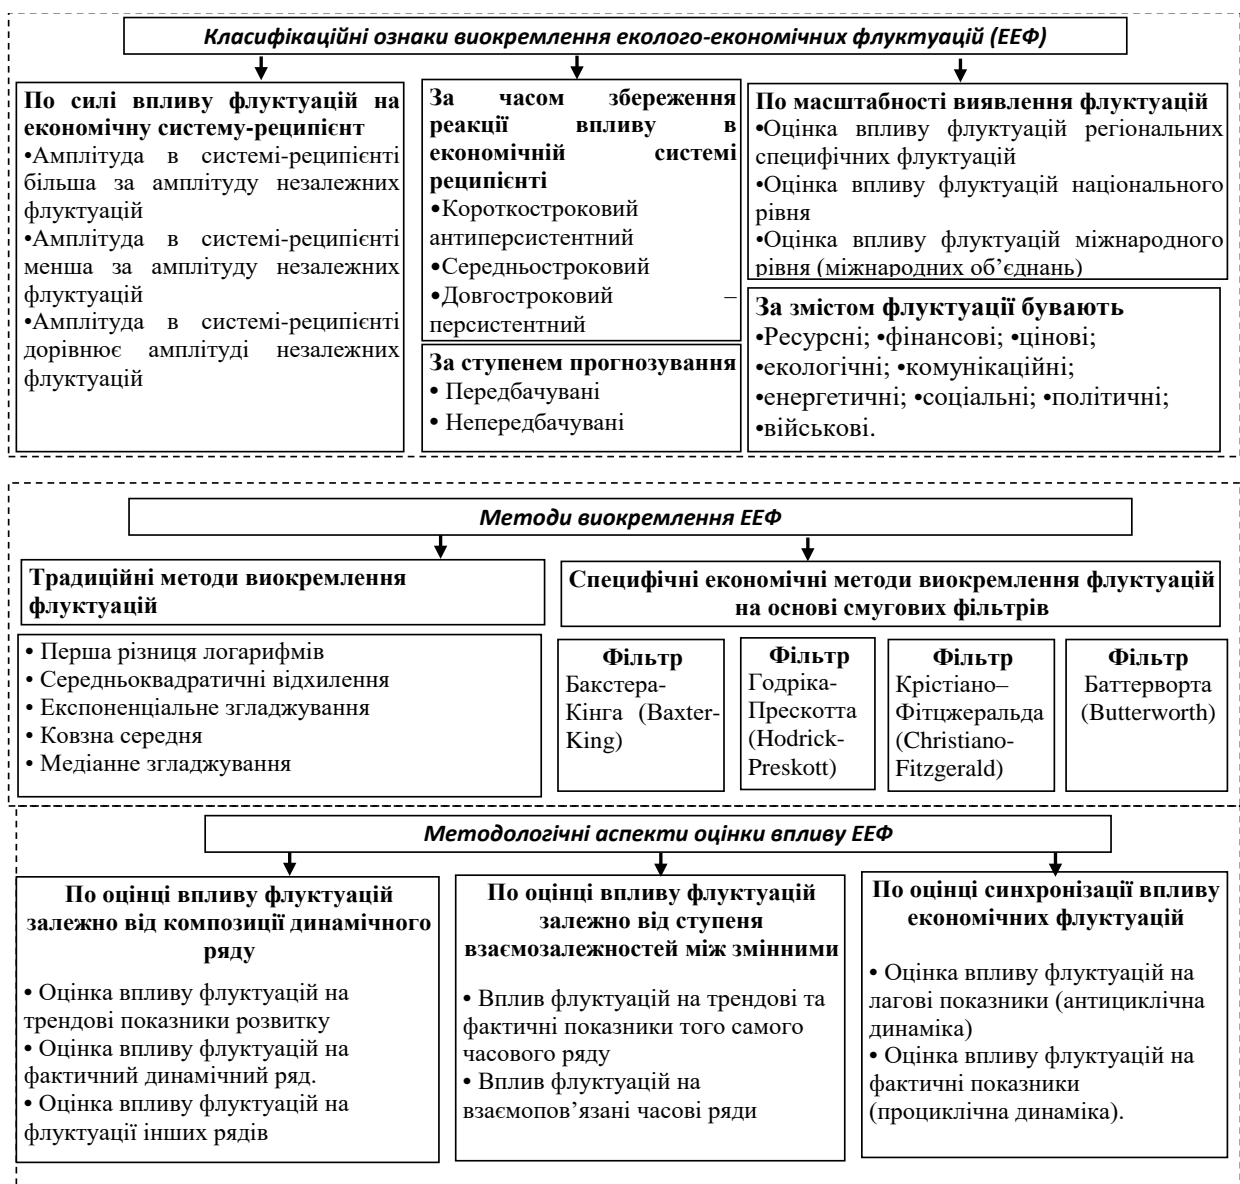 Класифікаційні ознаки виокремлення еколого-економічних флуктуацій (ЕЕФ)
По силі впливу флуктуацій на
економічну систему-реципієнт
•Амплітуда в системі-реципієнті
більша за амплітуду незалежних
флуктуацій
•Амплітуда в системі-реципієнті
менша за амплітуду незалежних
флуктуацій
•Амплітуда в системі-реципієнті
дорівнює амплітуді незалежних
флуктуацій
За часом збереження
реакції впливу в
економічній системі
реципієнті
•Короткостроковий
антиперсистентний
•Середньостроковий
•Довгостроковий –
персистентний
За ступенем прогнозування
• Передбачувані
• Непередбачувані
По масштабності виявлення флуктуацій
•Оцінка впливу флуктуацій регіональних
специфічних флуктуацій
•Оцінка впливу флуктуацій національного
рівня
•Оцінка впливу флуктуацій міжнародного
рівня (міжнародних об’єднань)
За змістом флуктуації бувають
•Ресурсні; •фінансові; •цінові;
•екологічні; •комунікаційні;
•енергетичні; •соціальні; •політичні;
•військові.
Методи виокремлення ЕЕФ
Традиційні методи виокремлення
флуктуацій
• Перша різниця логарифмів
• Середньоквадратичні відхилення
• Експоненціальне згладжування
• Ковзна середня
• Медіанне згладжування
Специфічні економічні методи виокремлення флуктуацій
на основі смугових фільтрів
Фільтр
Бакстера-
Кінга (Baxter-
King)
Фільтр
Годріка-
Прескотта
(Hodrick-
Preskott)
Фільтр
Крістіано–
Фітцжеральда
(Christiano-
Fitzgerald)
Фільтр
Баттерворта
(Butterworth)
Методологічні аспекти оцінки впливу ЕЕФ
По оцінці впливу флуктуацій
залежно від композиції динамічного
ряду
• Оцінка впливу флуктуацій на
трендові показники розвитку
• Оцінка впливу флуктуацій на
фактичний динамічний ряд.
• Оцінка впливу флуктуацій на
флуктуації інших рядів
По оцінці впливу флуктуацій
залежно від ступеня
взаємозалежностей між змінними
• Вплив флуктуацій на трендові та
фактичні показники того самого
часового ряду
• Вплив флуктуацій на
взаємопов’язані часові ряди
По оцінці синхронізації впливу
економічних флуктуацій
• Оцінка впливу флуктуацій на
лагові показники (антициклічна
динаміка)
• Оцінка впливу флуктуацій на
фактичні показники
(проциклічна динаміка).